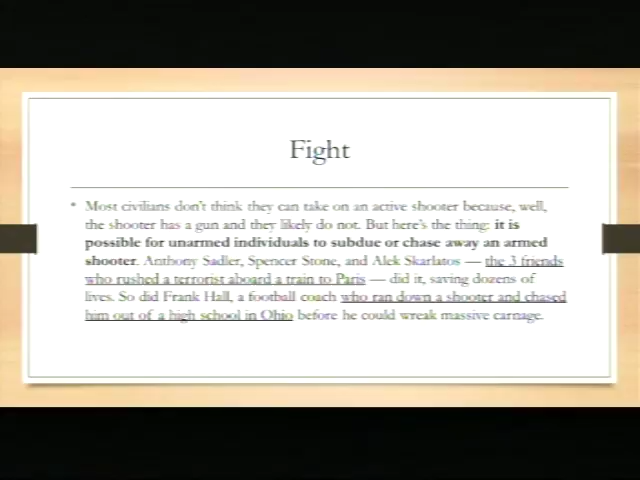 Fight
• Most civilians don't think they can take on an active shooter because, well,
the shooter has a gun and they likely do not. But here's the thing: it is
possible for unarmed individuals to subdue or chase away an armed
shooter. Anthony Sadler, Spencer Stone, and Alek Skarlatos — the 3 friends
who rushed a terrorist aboard a train to Paris — did it, saving dozens of
lives. So did Frank Hall, a football coach who ran down a shooter and chased
him out of a high school in Ohio before he could wreak massive carnage.